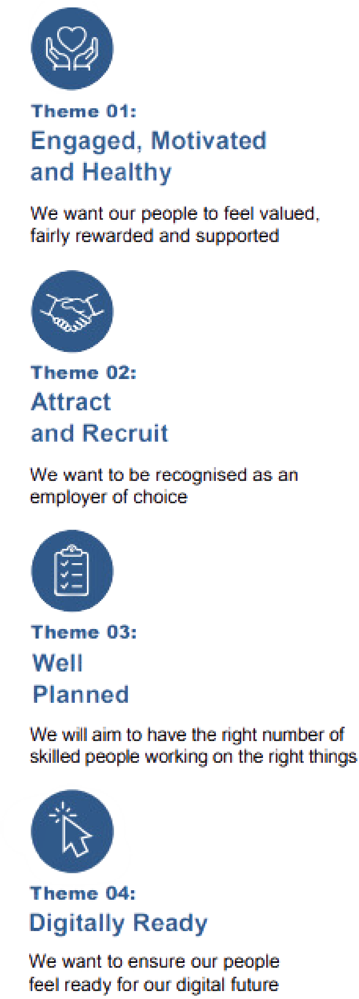 Theme 01:
Engaged, Motivated
and Healthy
We want our people to feel valued,
fairly rewarded and supported
Theme 02:
Attract
and Recruit
We want to be recognised as an
employer of choice
Theme 03:
Well
Planned
We will aim to have the right number of
skilled people working on the right things
Theme 04:
Digitally Ready
We want to ensure our people
feel ready for our digital future